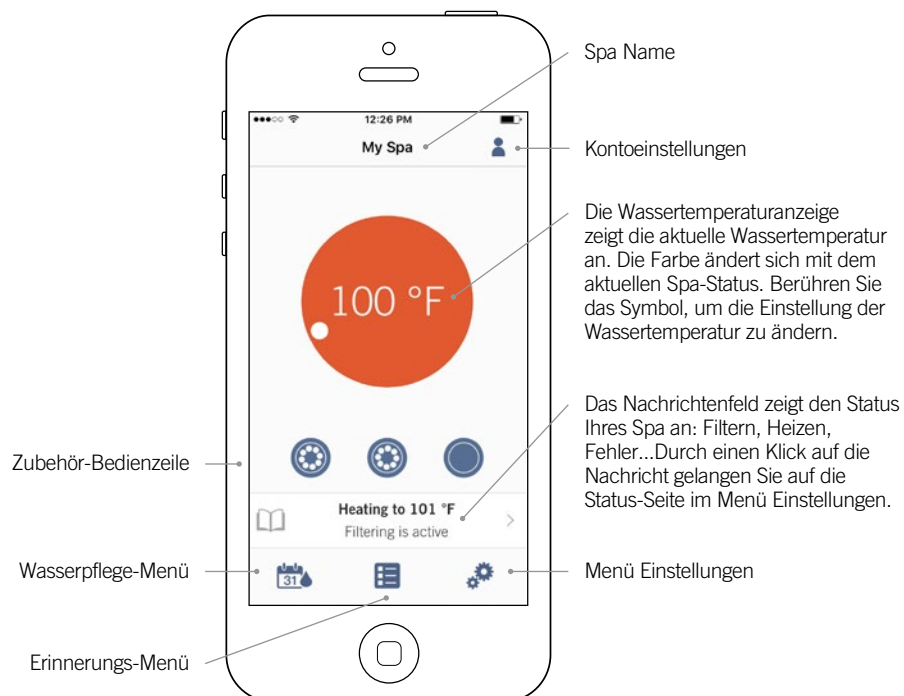 Spa Name
12:26 PM
My Spa
Kontoeinstellungen
Die Wassertemperaturanzeige
zeigt die aktuelle Wassertemperatur
an. Die Farbe ändert sich mit dem
aktuellen Spa-Status. Berühren Sie
das Symbol, um die Einstellung der
Wassertemperatur zu ändern.
100 °F
Das Nachrichtenfeld zeigt den Status
Ihres Spa an: Filtern, Heizen,
Fehler...Durch einen Klick auf die
Nachricht gelangen Sie auf die
Status-Seite im Menü Einstellungen.
Zubehör-Bedienzeile
Heating to 101 °F
Filtering is active
Wasserpflege-Menü
31
Menü Einstellungen
Erinnerungs-Menü